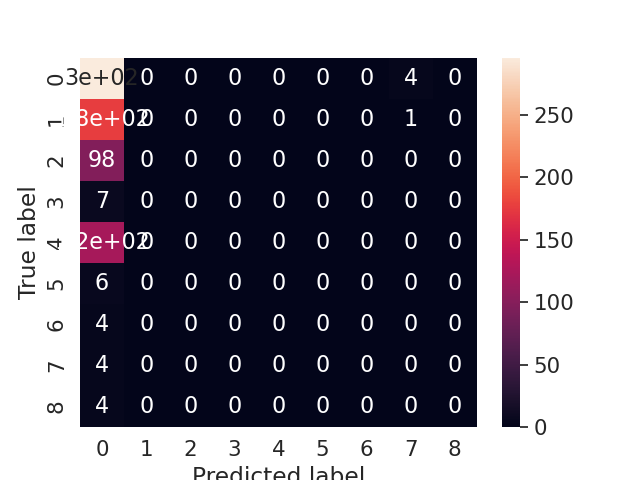 0 3e+02 0 0 0 0 0 0 4 0
1 8e+02 0 0 0 0 0 0 1 0
2 98 0 0 0 0 0 0 0 0
3 7 0 0 0 0 0 0 0 0
4 2e+02 0 0 0 0 0 0 0 0
5 6 0 0 0 0 0 0 0 0
6 4 0 0 0 0 0 0 0 0
7 4 0 0 0 0 0 0 0 0
8 4 0 0 0 0 0 0 0 0
0 1 2 3 4 5 6 7 8
Predicted label
True label
250
200
150
100
50
0